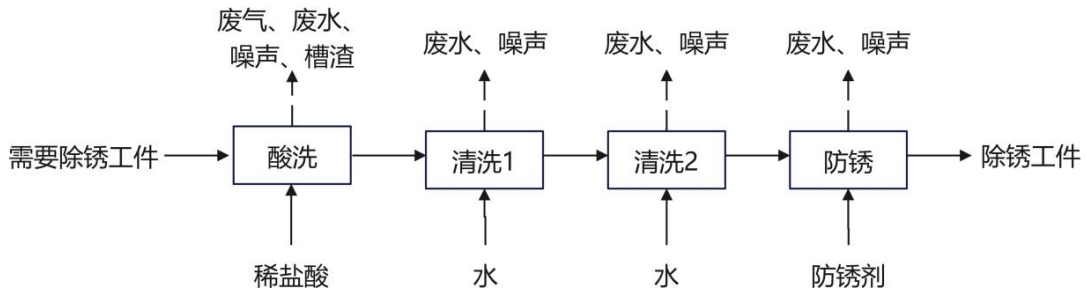 废气、废水、
噪声、槽渣
废水、噪声
废水、噪声
废水、噪声
需要除锈工件
酸洗
清洗1
清洗2
防锈
除锈工件
稀盐酸
水
水
防锈剂